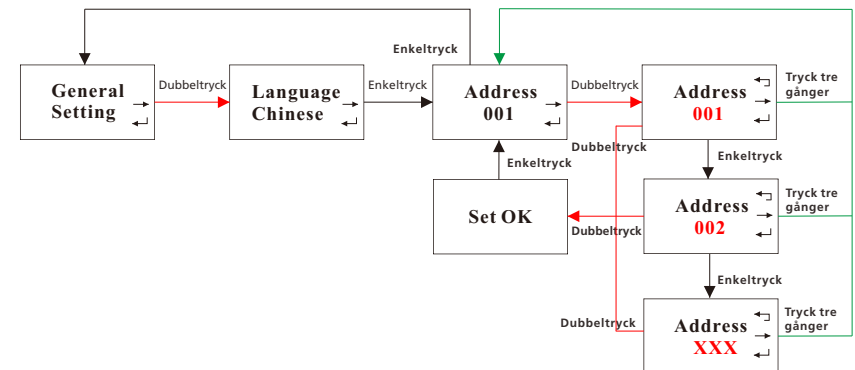 Enkeltryck
General
Setting
Dubbeltryck
Language
Chinese
Enkeltryck
Address
001
Dubbeltryck
Address
001
Tryck tre
gånger
Dubbeltryck
Enkeltryck
Enkeltryck
Set OK
Dubbeltryck
Address
002
Tryck tre
gånger
Enkeltryck
Dubbeltryck
Address
XXX
Tryck tre
gånger